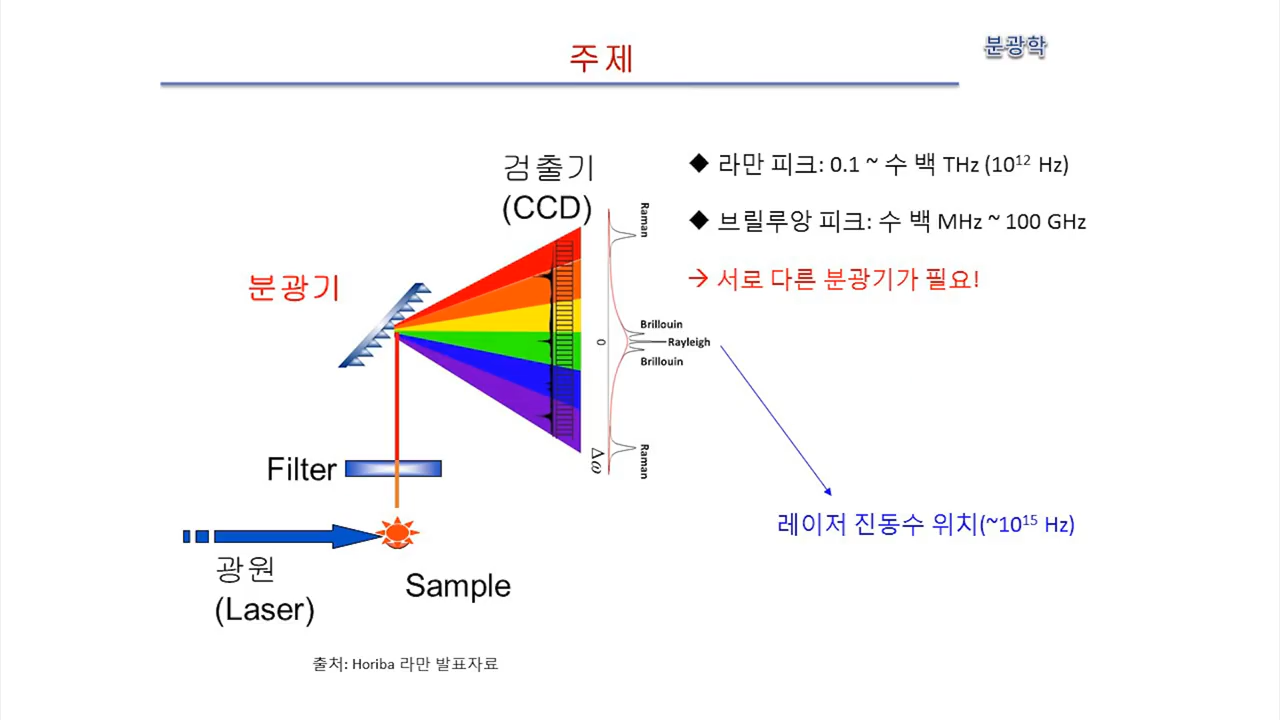 주제
분광학
검출기
(CCD)
◆ 라만 피크: 0.1 ~ 수 백 THz (10¹² Hz)
◆ 브릴루앙 피크: 수 백 MHz ~ 100 GHz
→ 서로 다른 분광기가 필요!
분광기
Raman
Brillouin
0
Rayleigh
Brillouin
Δω
Raman
Filter
레이저 진동수 위치(~10¹⁵ Hz)
광원
(Laser)
Sample
출처: Horiba 라만 발표자료